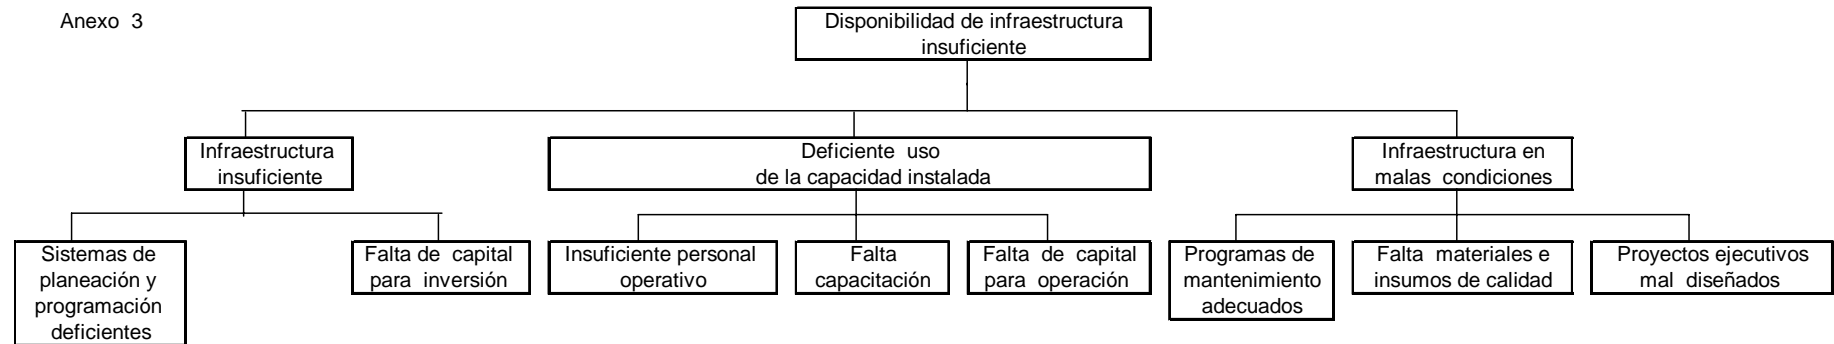 Anexo 3
Disponibilidad de infraestructura
insuficiente
Infraestructura
insuficiente
Deficiente uso
de la capacidad instalada
Infraestructura en
malas condiciones
Sistemas de
planeación y
programación
deficientes
Falta de capital
para inversión
Insuficiente personal
operativo
Falta
capacitación
Falta de capital
para operación
Programas de
mantenimiento
adecuados
Falta materiales e
insumos de calidad
Proyectos ejecutivos
mal diseñados